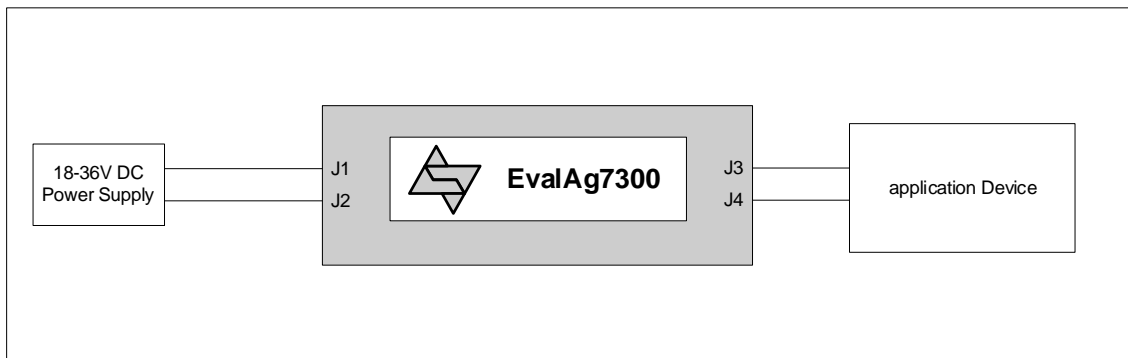 18-36V DC
Power Supply
J1
J2
EvalAg7300
J3
J4
application Device